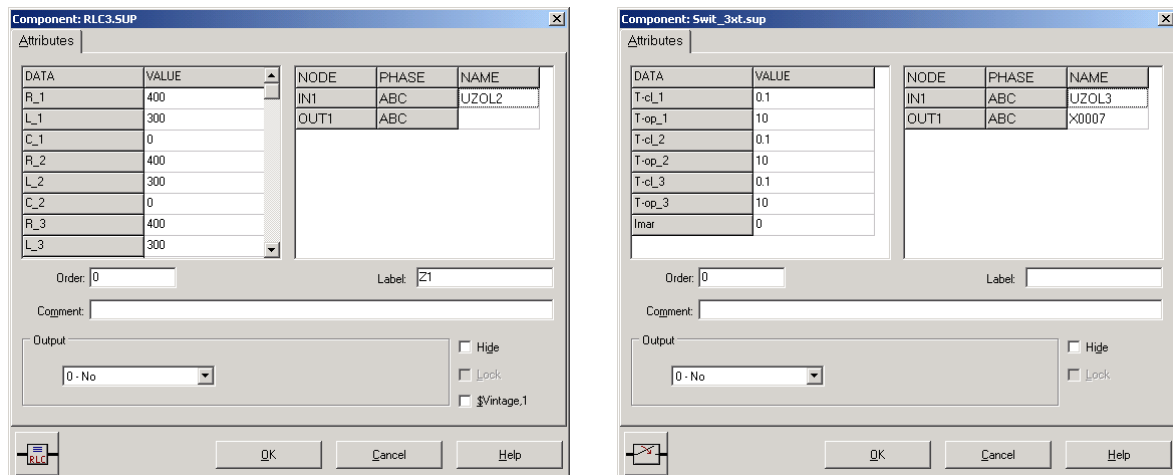 Component: RLC3.SUP
Attributes
DATA VALUE
R_1 400
L_1 300
C_1 0
R_2 400
L_2 300
C_2 0
R_3 400
L_3 300
NODE PHASE NAME
IN1 ABC UZOL2
OUT1 ABC
Order: 0
Label: Z1
Comment:
Output
0 - No
Hide
Lock
$Vintage,1
RLC
OK
Cancel
Help
Component: Swit_3xt.sup
Attributes
DATA VALUE
T-cl_1 0.1
T-op_1 10
T-cl_2 0.1
T-op_2 10
T-cl_3 0.1
T-op_3 10
Imar 0
NODE PHASE NAME
IN1 ABC UZOL3
OUT1 ABC X0007
Order: 0
Label:
Comment:
Output
0 - No
Hide
Lock
OK
Cancel
Help